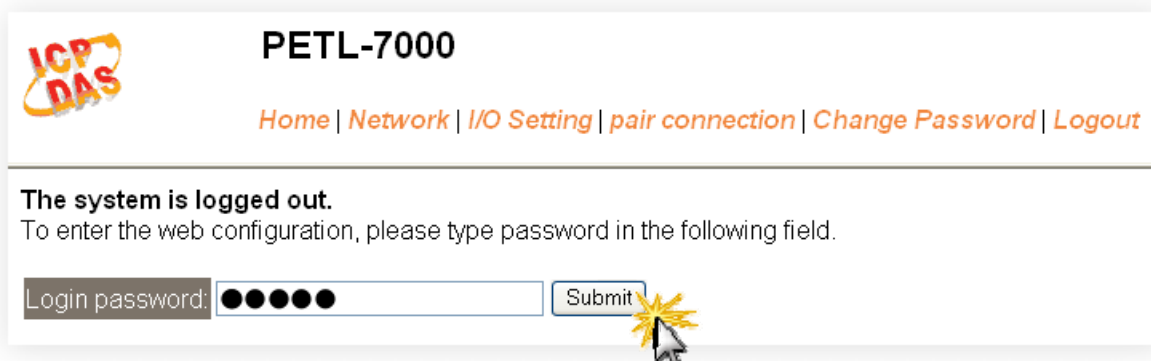 ICP
DAS
PETL-7000
Home | Network | I/O Setting | pair connection | Change Password | Logout
The system is logged out.
To enter the web configuration, please type password in the following field.
Login password: ●●●●● Submit